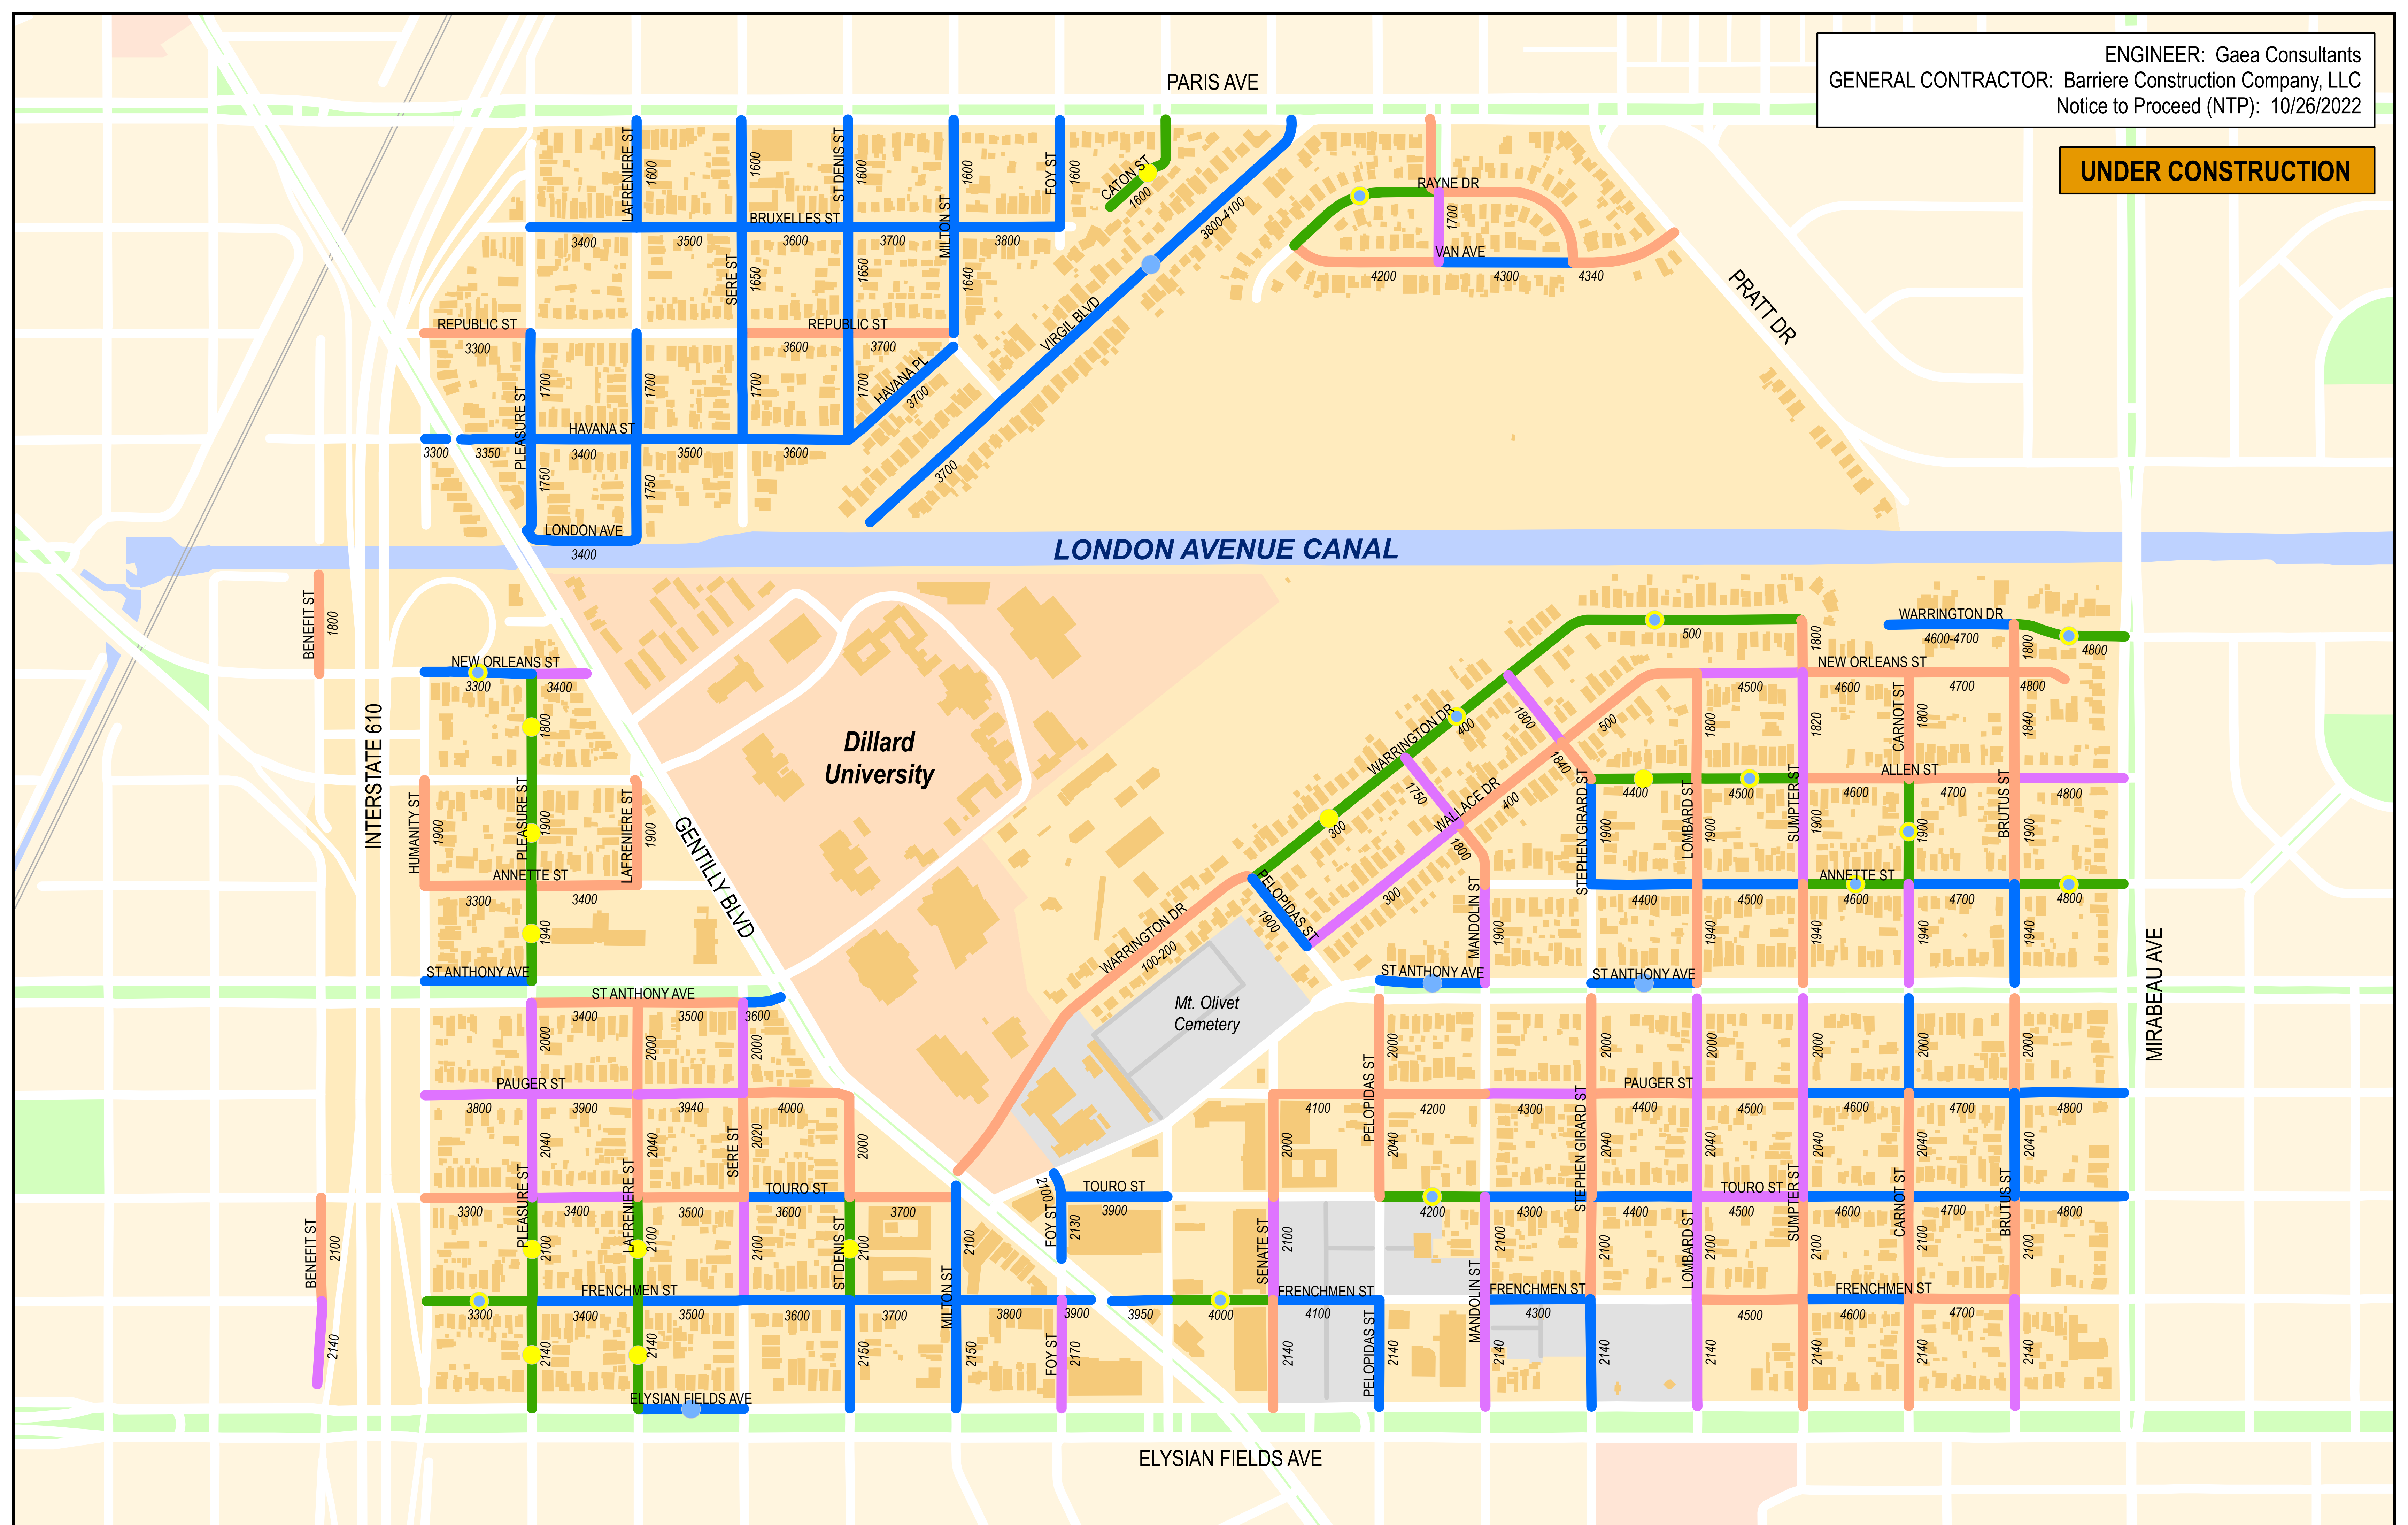 PARIS AVE
ENGINEER: Gaea Consultants
GENERAL CONTRACTOR: Barriere Construction Company, LLC
Notice to Proceed (NTP): 10/26/2022
UNDER CONSTRUCTION
LAFRENIERE ST
1600
1600
ST DENIS ST
1600
1600
FOY ST
1600
CATON ST
1600
3800-4100
RAYNE DR
1700
BRUXELLES ST
3400
3500
3600
3700
3800
MILTON ST
SERE ST
1650
1650
1640
VAN AVE
4200
4300
4340
PRATT DR
VIRGIL BLVD
REPUBLIC ST
3300
REPUBLIC ST
3600
3700
PLEASURE ST
1700
1700
1700
1700
HAVANA PL
3700
HAVANA ST
3300
3350
3400
3500
3600
3700
1750
1750
LONDON AVE
3400
LONDON AVENUE CANAL
BENEFIT ST
1800
NEW ORLEANS ST
3300
3400
1800
INTERSTATE 610
HUMANITY ST
1900
PLEASURE ST
1900
LAFRENIERE ST
1900
ANNETTE ST
3300
3400
1940
GENTILLY BLVD
Dillard
University
ST ANTHONY AVE
ST ANTHONY AVE
3400
3500
3600
2000
2000
2000
PAUGER ST
3800
3900
3940
4000
2040
2040
SERE ST
2020
2000
PLEASURE ST
LAFRENIERE ST
TOURO ST
3300
3400
3500
3600
3700
BENEFIT ST
2100
2100
2100
2100
ST DENIS ST
2100
MILTON ST
2100
FOY ST
2100
2130
TOURO ST
3900
FRENCHMEN ST
3300
3400
3500
3600
3700
3800
3900
3950
4000
2140
2140
2140
2150
2150
FOY ST
2170
ELYSIAN FIELDS AVE
WARRINGTON DR
100-200
Mt. Olivet
Cemetery
WARRINGTON DR
300
400
500
PELOPIDAS ST
1900
1750
1800
WALLACE DR
300
400
500
1800
1840
MANDOLIN ST
1900
WARRINGTON DR
4600-4700
4800
1800
1800
NEW ORLEANS ST
4500
4600
4700
4800
1800
1820
CARNOT ST
1800
1840
ALLEN ST
4400
4500
4600
4700
4800
STEPHEN GIRARD ST
1900
LOMBARD ST
1900
SUMPTER ST
1900
1900
BRUTUS ST
1900
ANNETTE ST
4400
4500
4600
4700
4800
1940
1940
1940
1940
ST ANTHONY AVE
ST ANTHONY AVE
MIRABEAU AVE
PELOPIDAS ST
2000
2000
2000
2000
2000
2000
PAUGER ST
4100
4200
4300
4400
4500
4600
4700
4800
2000
2040
STEPHEN GIRARD ST
2040
2040
2040
2040
2040
SUMPTER ST
CARNOT ST
BRUTUS ST
TOURO ST
4200
4300
4400
4500
4600
4700
4800
SENATE ST
2100
MANDOLIN ST
2100
2100
LOMBARD ST
2100
2100
2100
2100
FRENCHMEN ST
4100
FRENCHMEN ST
4300
FRENCHMEN ST
4500
4600
4700
2140
PELOPIDAS ST
2140
2140
2140
2140
2140
2140
2140
ELYSIAN FIELDS AVE